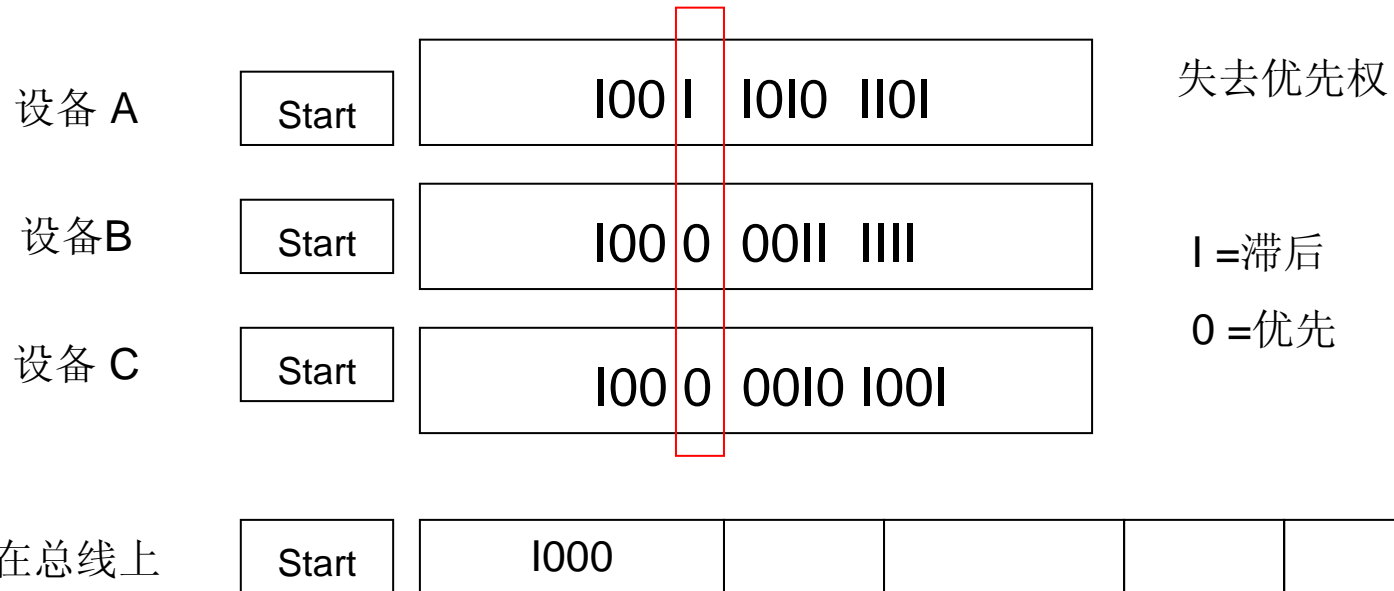 设备 A Start I00 I I0I0 II0I 失去优先权
设备B Start I00 0 00II IIII I =滞后
0 =优先
设备 C Start I00 0 00I0 I00I
在总线上 Start I000